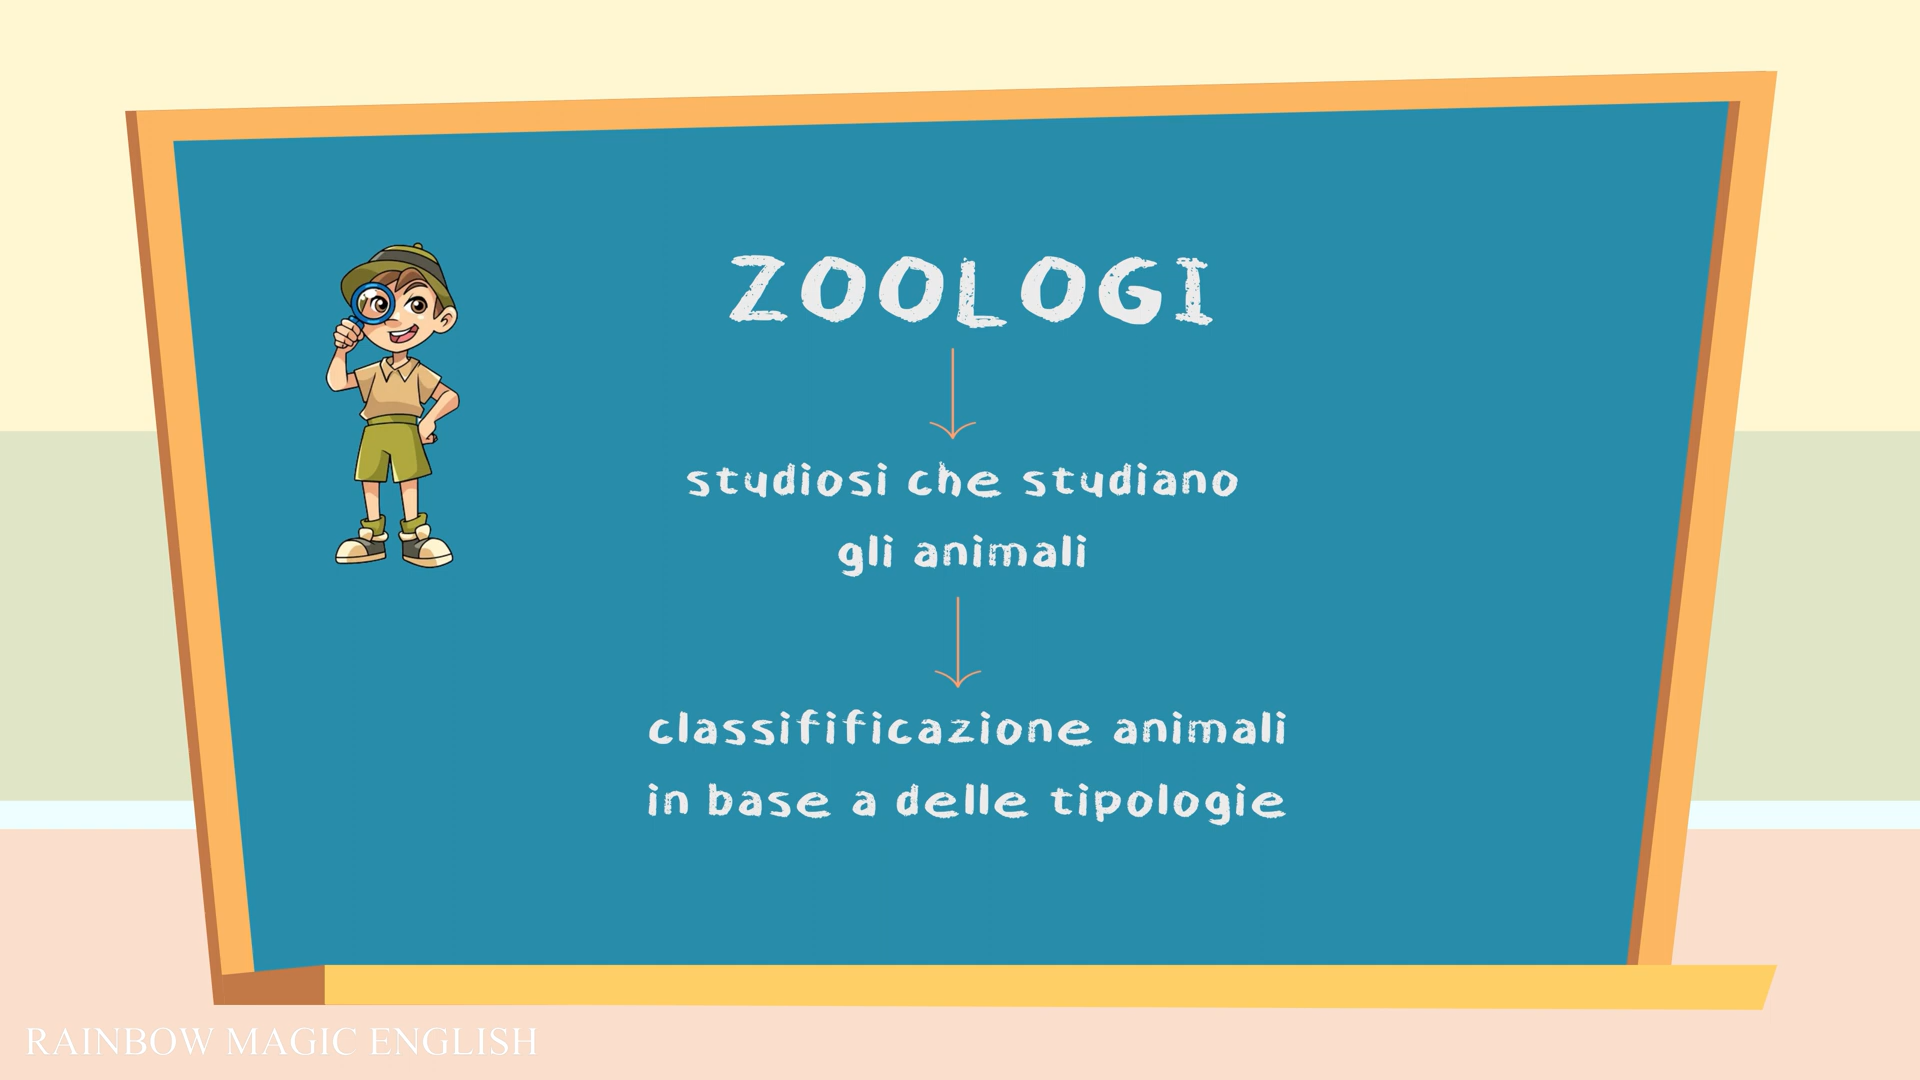 ZOOLOGI
studiosi che studiano
gli animali
classifificazione animali
in base a delle tipologie
RAINBOW MAGIC ENGLISH